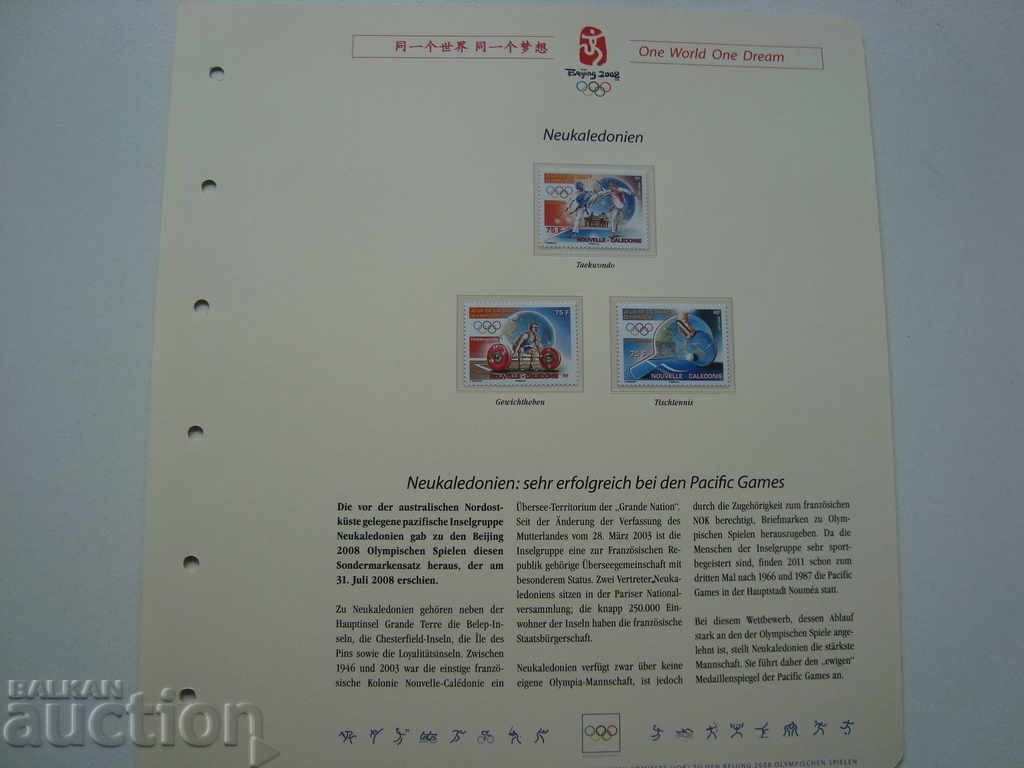 同一个世界 同一个梦想
Beijing 2008
One World One Dream
Neukaledonien
75 F
NOUVELLE - CALEDONIE
Taekwondo
75 F
NOUVELLE - CALEDONIE
Gewichtheben
75 F
NOUVELLE - CALEDONIE
Tischtennis
Neukaledonien: sehr erfolgreich bei den Pacific Games
Die vor der australischen Nordost-
küste gelegene pazifische Inselgruppe
Neukaledonien gab zu den Beijing
2008 Olympischen Spielen diesen
Sondermarkensatz heraus, der am
31. Juli 2008 erschien.
Zu Neukaledonien gehören neben der
Hauptinsel Grande Terre die Belep-In-
seln, die Chesterfield-Inseln, die Île des
Pins sowie die Loyalitätsinseln. Zwischen
1946 und 2003 war die einstige franzö-
sische Kolonie Nouvelle-Calédonie ein
Übersee-Territorium der „Grande Nation“.
Seit der Änderung der Verfassung des
Mutterlandes vom 28. März 2003 ist die
Inselgruppe eine zur Französischen Re-
publik gehörige Überseegemeinschaft mit
besonderem Status. Zwei Vertreter„Neuka-
ledoniens sitzen in der Pariser National-
versammlung; die knapp 250.000 Ein-
wohner der Inseln haben die französische
Staatsbürgerschaft.
Neukaledonien verfügt zwar über keine
eigene Olympia-Mannschaft, ist jedoch
durch die Zugehörigkeit zum französichen
NOK berechtigt, Briefmarken zu Olym-
pischen Spielen herauszugeben. Da die
Menschen der Inselgruppe sehr sport-
begeistert sind, finden 2011 schon zum
dritten Mal nach 1966 und 1987 die Pacific
Games in der Hauptstadt Nouméa statt.
Bei diesem Wettbewerb, dessen Ablauf
stark an den der Olympischen Spiele ange-
lehnt ist, stellt Neukaledonien die stärkste
Mannschaft. Sie führt daher den „ewigen“
Medaillenspiegel der Pacific Games an.
ZU DEN BEIJING 2008 OLYMPISCHEN SPIELEN
BALKAN
auction